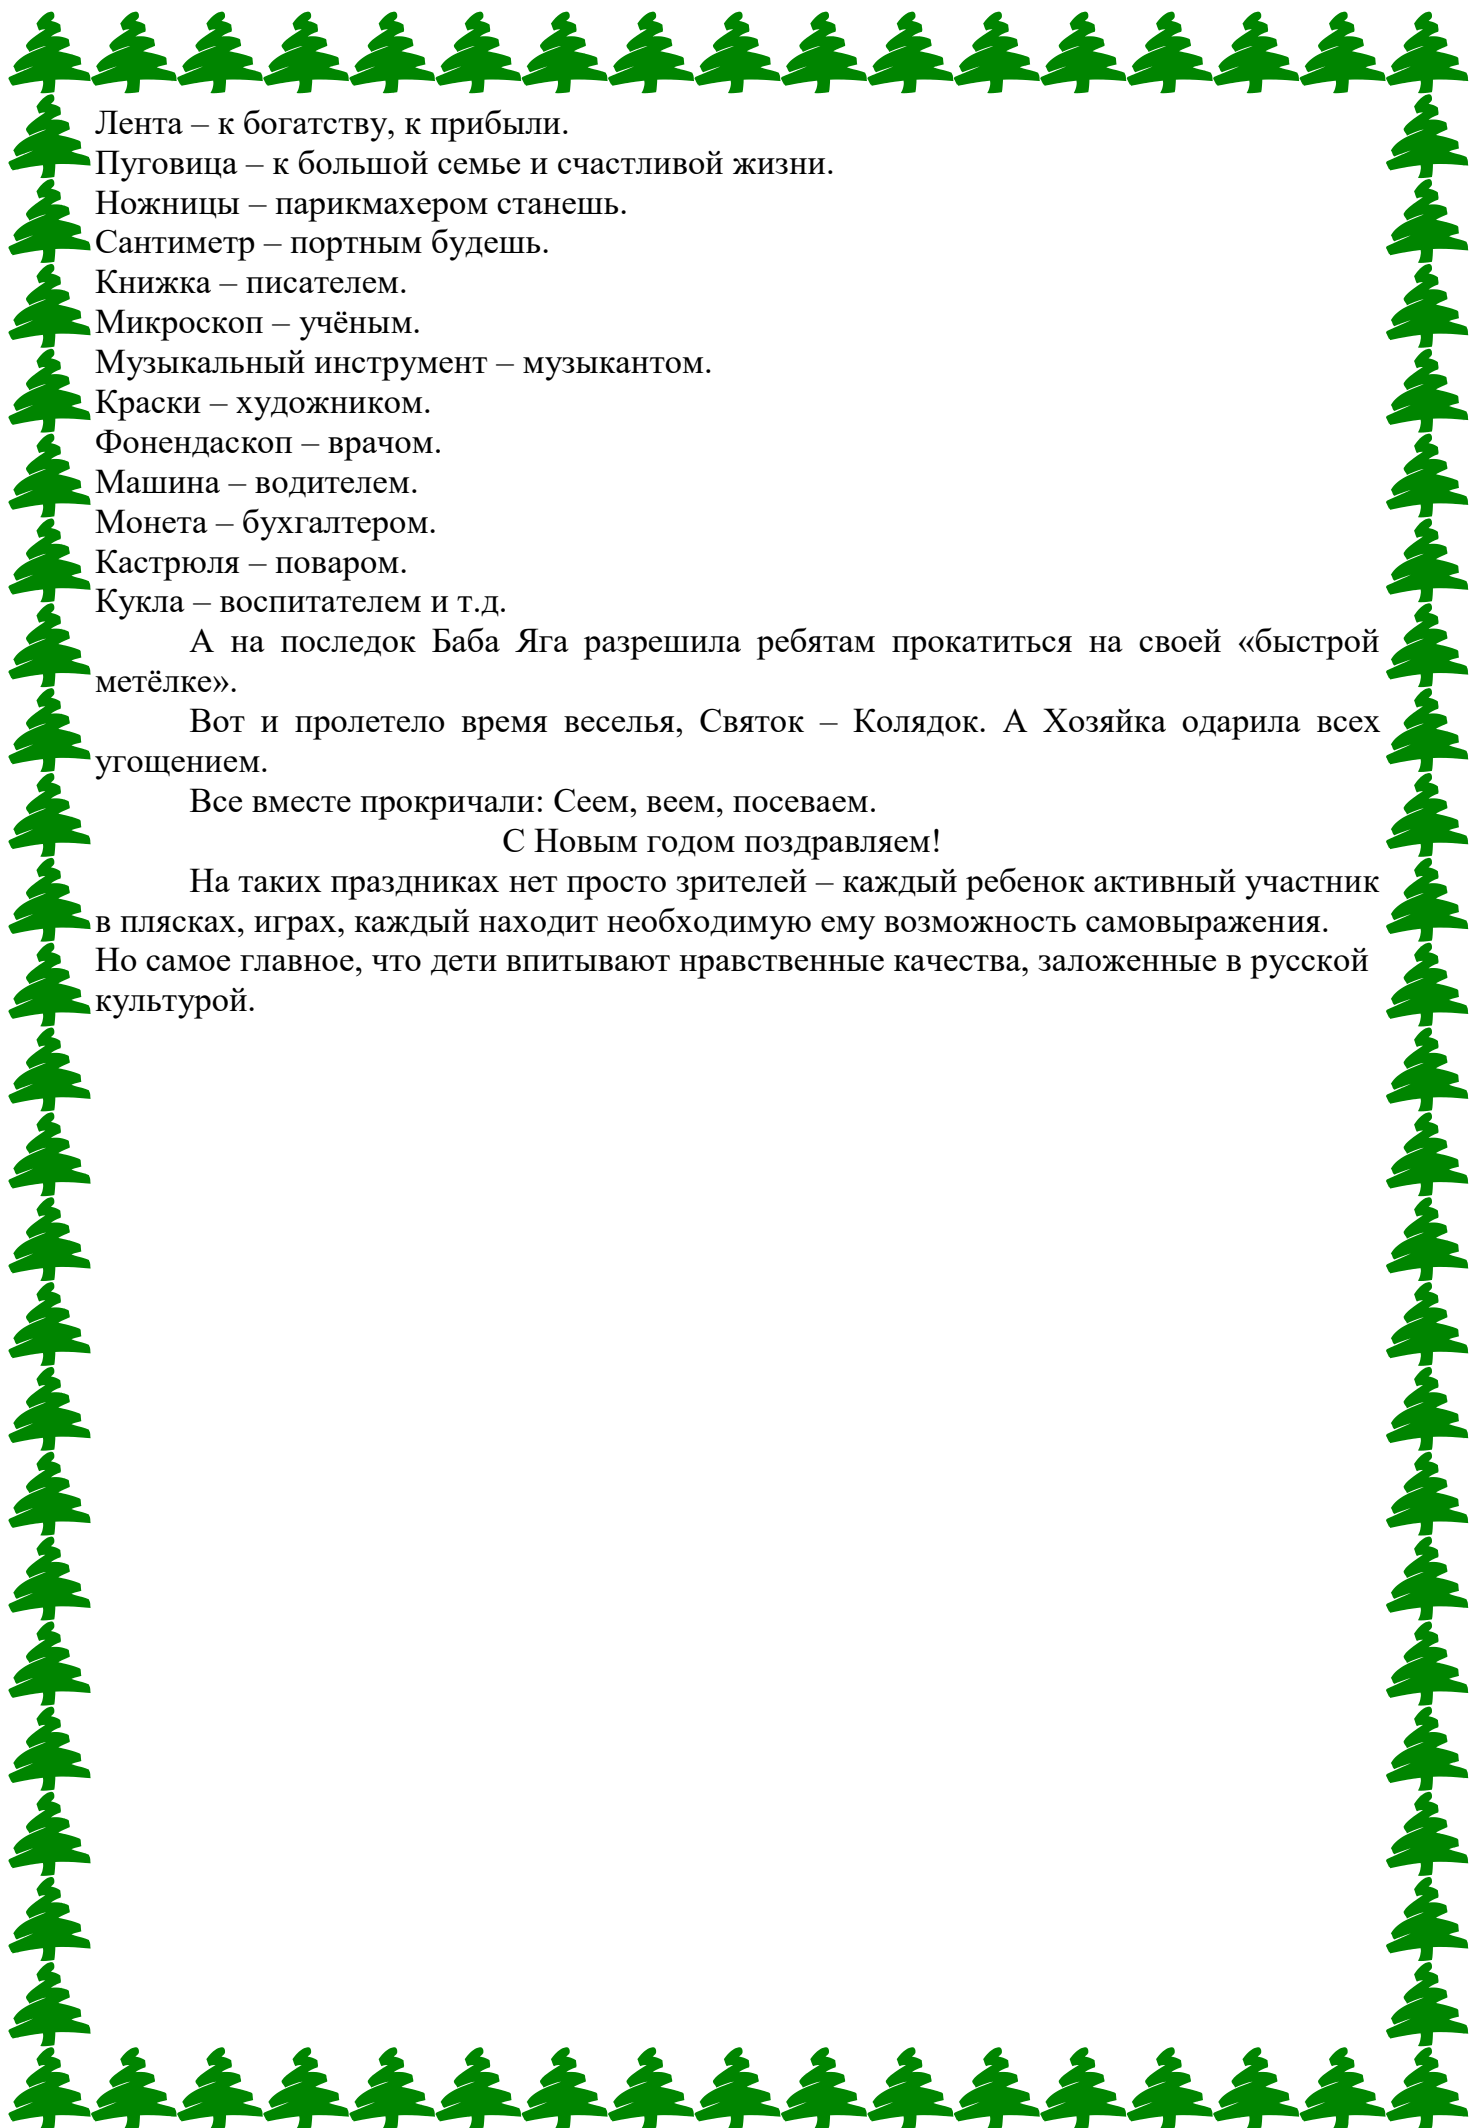 Лента – к богатству, к прибыли.
Пуговица – к большой семье и счастливой жизни.
Ножницы – парикмахером станешь.
Сантиметр – портным будешь.
Книжка – писателем.
Микроскоп – учёным.
Музыкальный инструмент – музыкантом.
Краски – художником.
Фонендаскоп – врачом.
Машина – водителем.
Монета – бухгалтером.
Кастрюля – поваром.
Кукла – воспитателем и т.д.
А на последок Баба Яга разрешила ребятам прокатиться на своей «быстрой
метёлке».
Вот и пролетело время веселья, Святок – Колядок. А Хозяйка одарила всех
угощением.
Все вместе прокричали: Сеем, веем, посеваем.
С Новым годом поздравляем!
На таких праздниках нет просто зрителей – каждый ребенок активный участник
в плясках, играх, каждый находит необходимую ему возможность самовыражения.
Но самое главное, что дети впитывают нравственные качества, заложенные в русской
культурой.